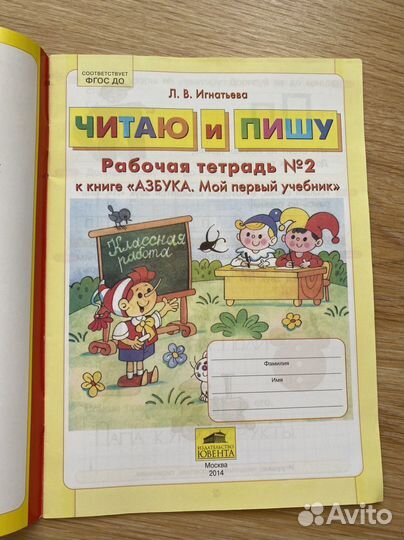 СООТВЕТСТВУЕТ
ФГОС ДО
Л. В. Игнатьева
ЧИТАЮ и ПИШУ
Рабочая тетрадь №2
к книге «АЗБУКА. Мой первый учебник»
Классная
работа
Фамилия
Имя
ИЗДАТЕЛЬСТВО
ЮВЕНТА
Москва
2014
Avito